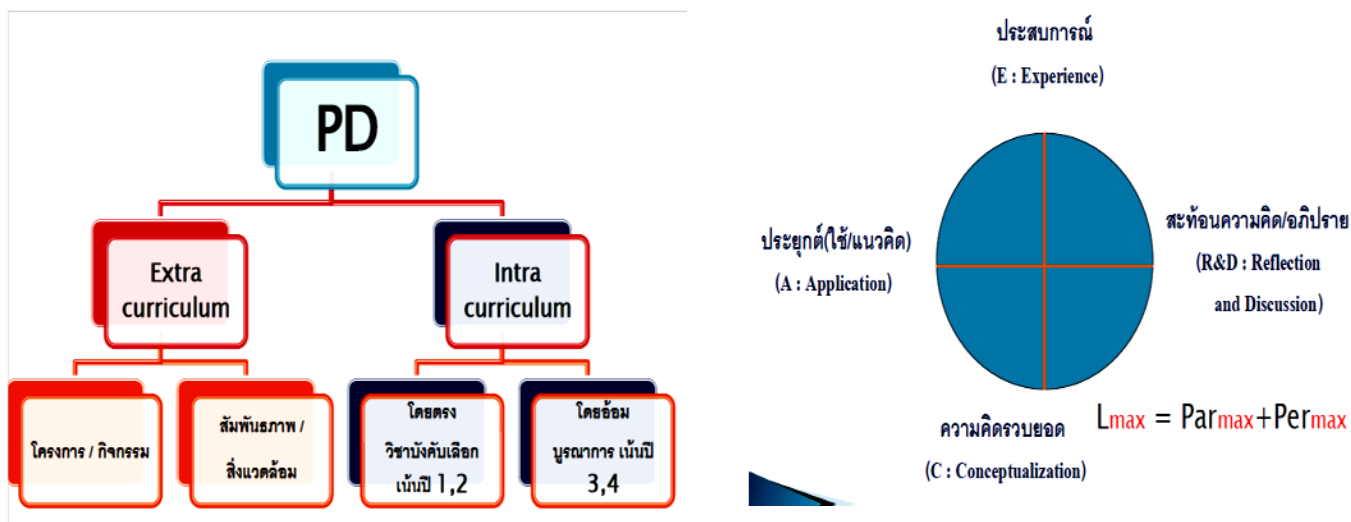 PD
Extra
curriculum
Intra
curriculum
โครงการ / กิจกรรม
สัมพันธภาพ /
สิ่งแวดล้อม
โดยตรง
วิชาบังคับเลือก
เน้นปี 1,2
โดยอ้อม
บูรณาการ เน้นปี
3,4
ประสบการณ์
(E : Experience)
สะท้อนความคิด/อภิปราย
(R&D : Reflection
and Discussion)
ประยุกต์(ใช้/แนวคิด)
(A : Application)
ความคิดรวบยอด
(C : Conceptualization)
Lmax = Parmax+Permax